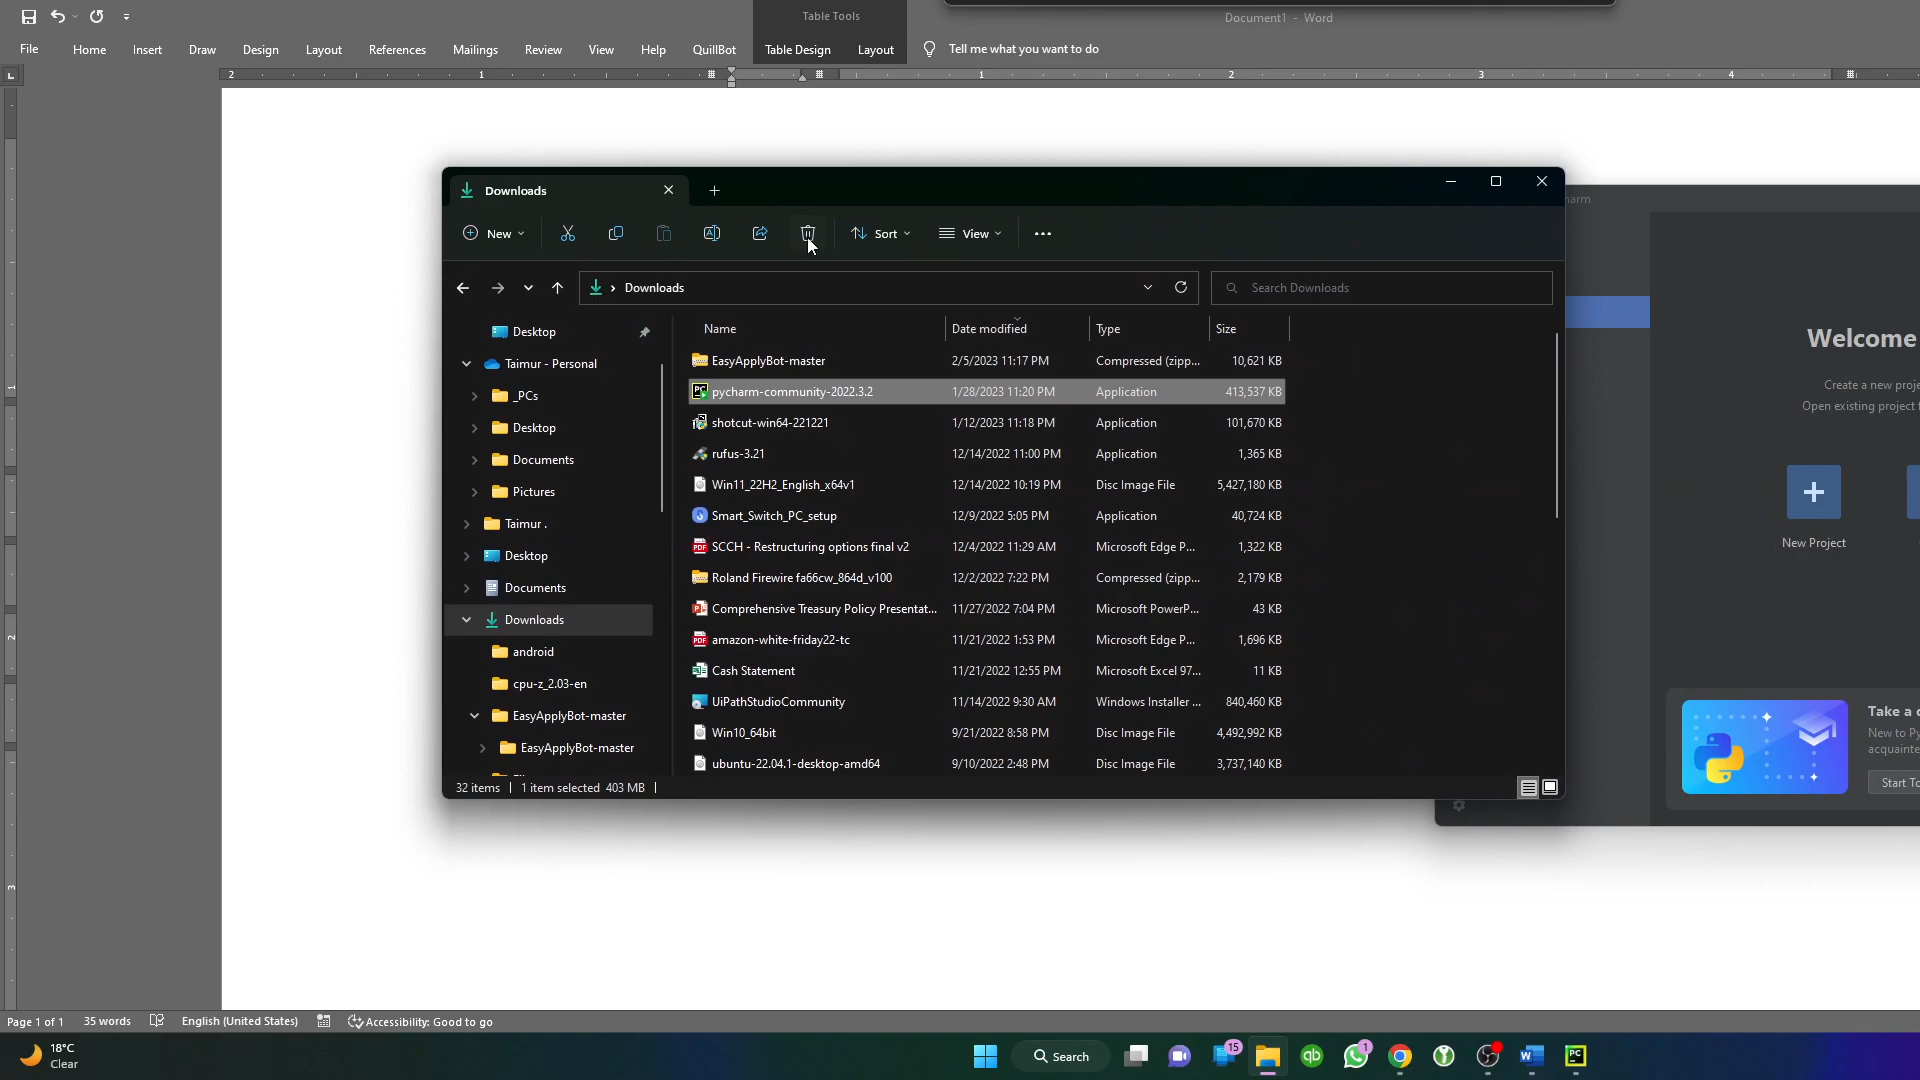 Table Tools
Document1 - Word
File Home Insert Draw Design Layout References Mailings Review View Help QuillBot Table Design Layout Tell me what you want to do
2 1 1 2 3 4
Downloads
arm
New Sort View
Downloads
Search Downloads
Name Date modified Type Size
Desktop
Taimur - Personal
_PCs
Desktop
Documents
Pictures
Taimur .
Desktop
Documents
Downloads
android
cpu-z_2.03-en
EasyApplyBot-master
EasyApplyBot-master
EasyApplyBot-master 2/5/2023 11:17 PM Compressed (zipp... 10,621 KB
pycharm-community-2022.3.2 1/28/2023 11:20 PM Application 413,537 KB
shotcut-win64-221221 1/12/2023 11:18 PM Application 101,670 KB
rufus-3.21 12/14/2022 11:00 PM Application 1,365 KB
Win11_22H2_English_x64v1 12/14/2022 10:19 PM Disc Image File 5,427,180 KB
Smart_Switch_PC_setup 12/9/2022 5:05 PM Application 40,724 KB
SCCH - Restructuring options final v2 12/4/2022 11:29 AM Microsoft Edge P... 1,322 KB
Roland Firewire fa66cw_864d_v100 12/2/2022 7:22 PM Compressed (zipp... 2,179 KB
Comprehensive Treasury Policy Presentat... 11/27/2022 7:04 PM Microsoft PowerP... 43 KB
amazon-white-friday22-tc 11/21/2022 1:53 PM Microsoft Edge P... 1,696 KB
Cash Statement 11/21/2022 12:55 PM Microsoft Excel 97... 11 KB
UiPathStudioCommunity 11/14/2022 9:30 AM Windows Installer ... 840,460 KB
Win10_64bit 9/21/2022 8:58 PM Disc Image File 4,492,992 KB
ubuntu-22.04.1-desktop-amd64 9/10/2022 2:48 PM Disc Image File 3,737,140 KB
32 items 1 item selected 403 MB
Welcome
Create a new proje
Open existing project f
New Project
Take a c
New to Py
acquainte
Start To
1
2
3
Page 1 of 1 35 words English (United States) Accessibility: Good to go
18°C
Clear
Search
15
1